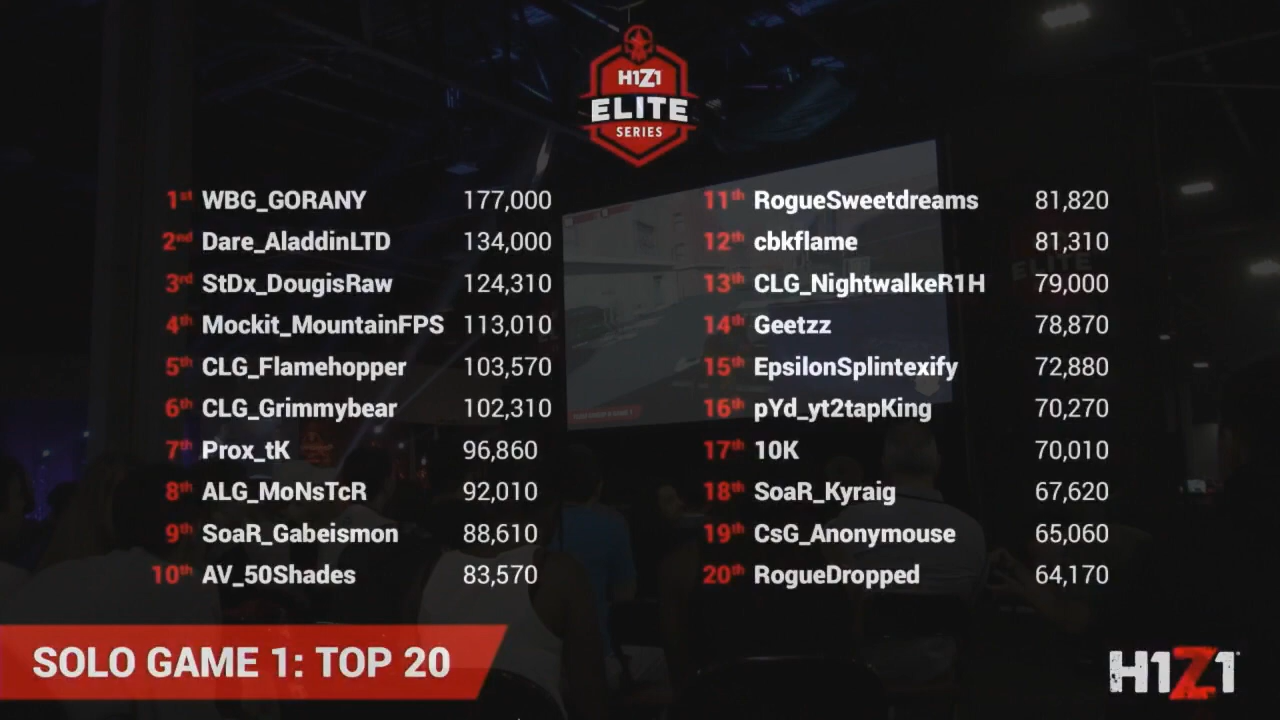 H1Z1
ELITE
SERIES
1st WBG_GORANY 177,000
2nd Dare_AladdinLTD 134,000
3rd StDx_DougisRaw 124,310
4th Mockit_MountainFPS 113,010
5th CLG_Flamehopper 103,570
6th CLG_Grimmybear 102,310
7th Prox_tK 96,860
8th ALG_MoNsTcR 92,010
9th SoaR_Gabeismon 88,610
10th AV_50Shades 83,570
11th RogueSweetdreams 81,820
12th cbkflame 81,310
13th CLG_NightwalkeR1H 79,000
14th Geetzz 78,870
15th EpsilonSplintexify 72,880
16th pYd_yt2tapKing 70,270
17th 10K 70,010
18th SoaR_Kyraig 67,620
19th CsG_Anonymouse 65,060
20th RogueDropped 64,170
SOLO GAME 1: TOP 20
H1Z1